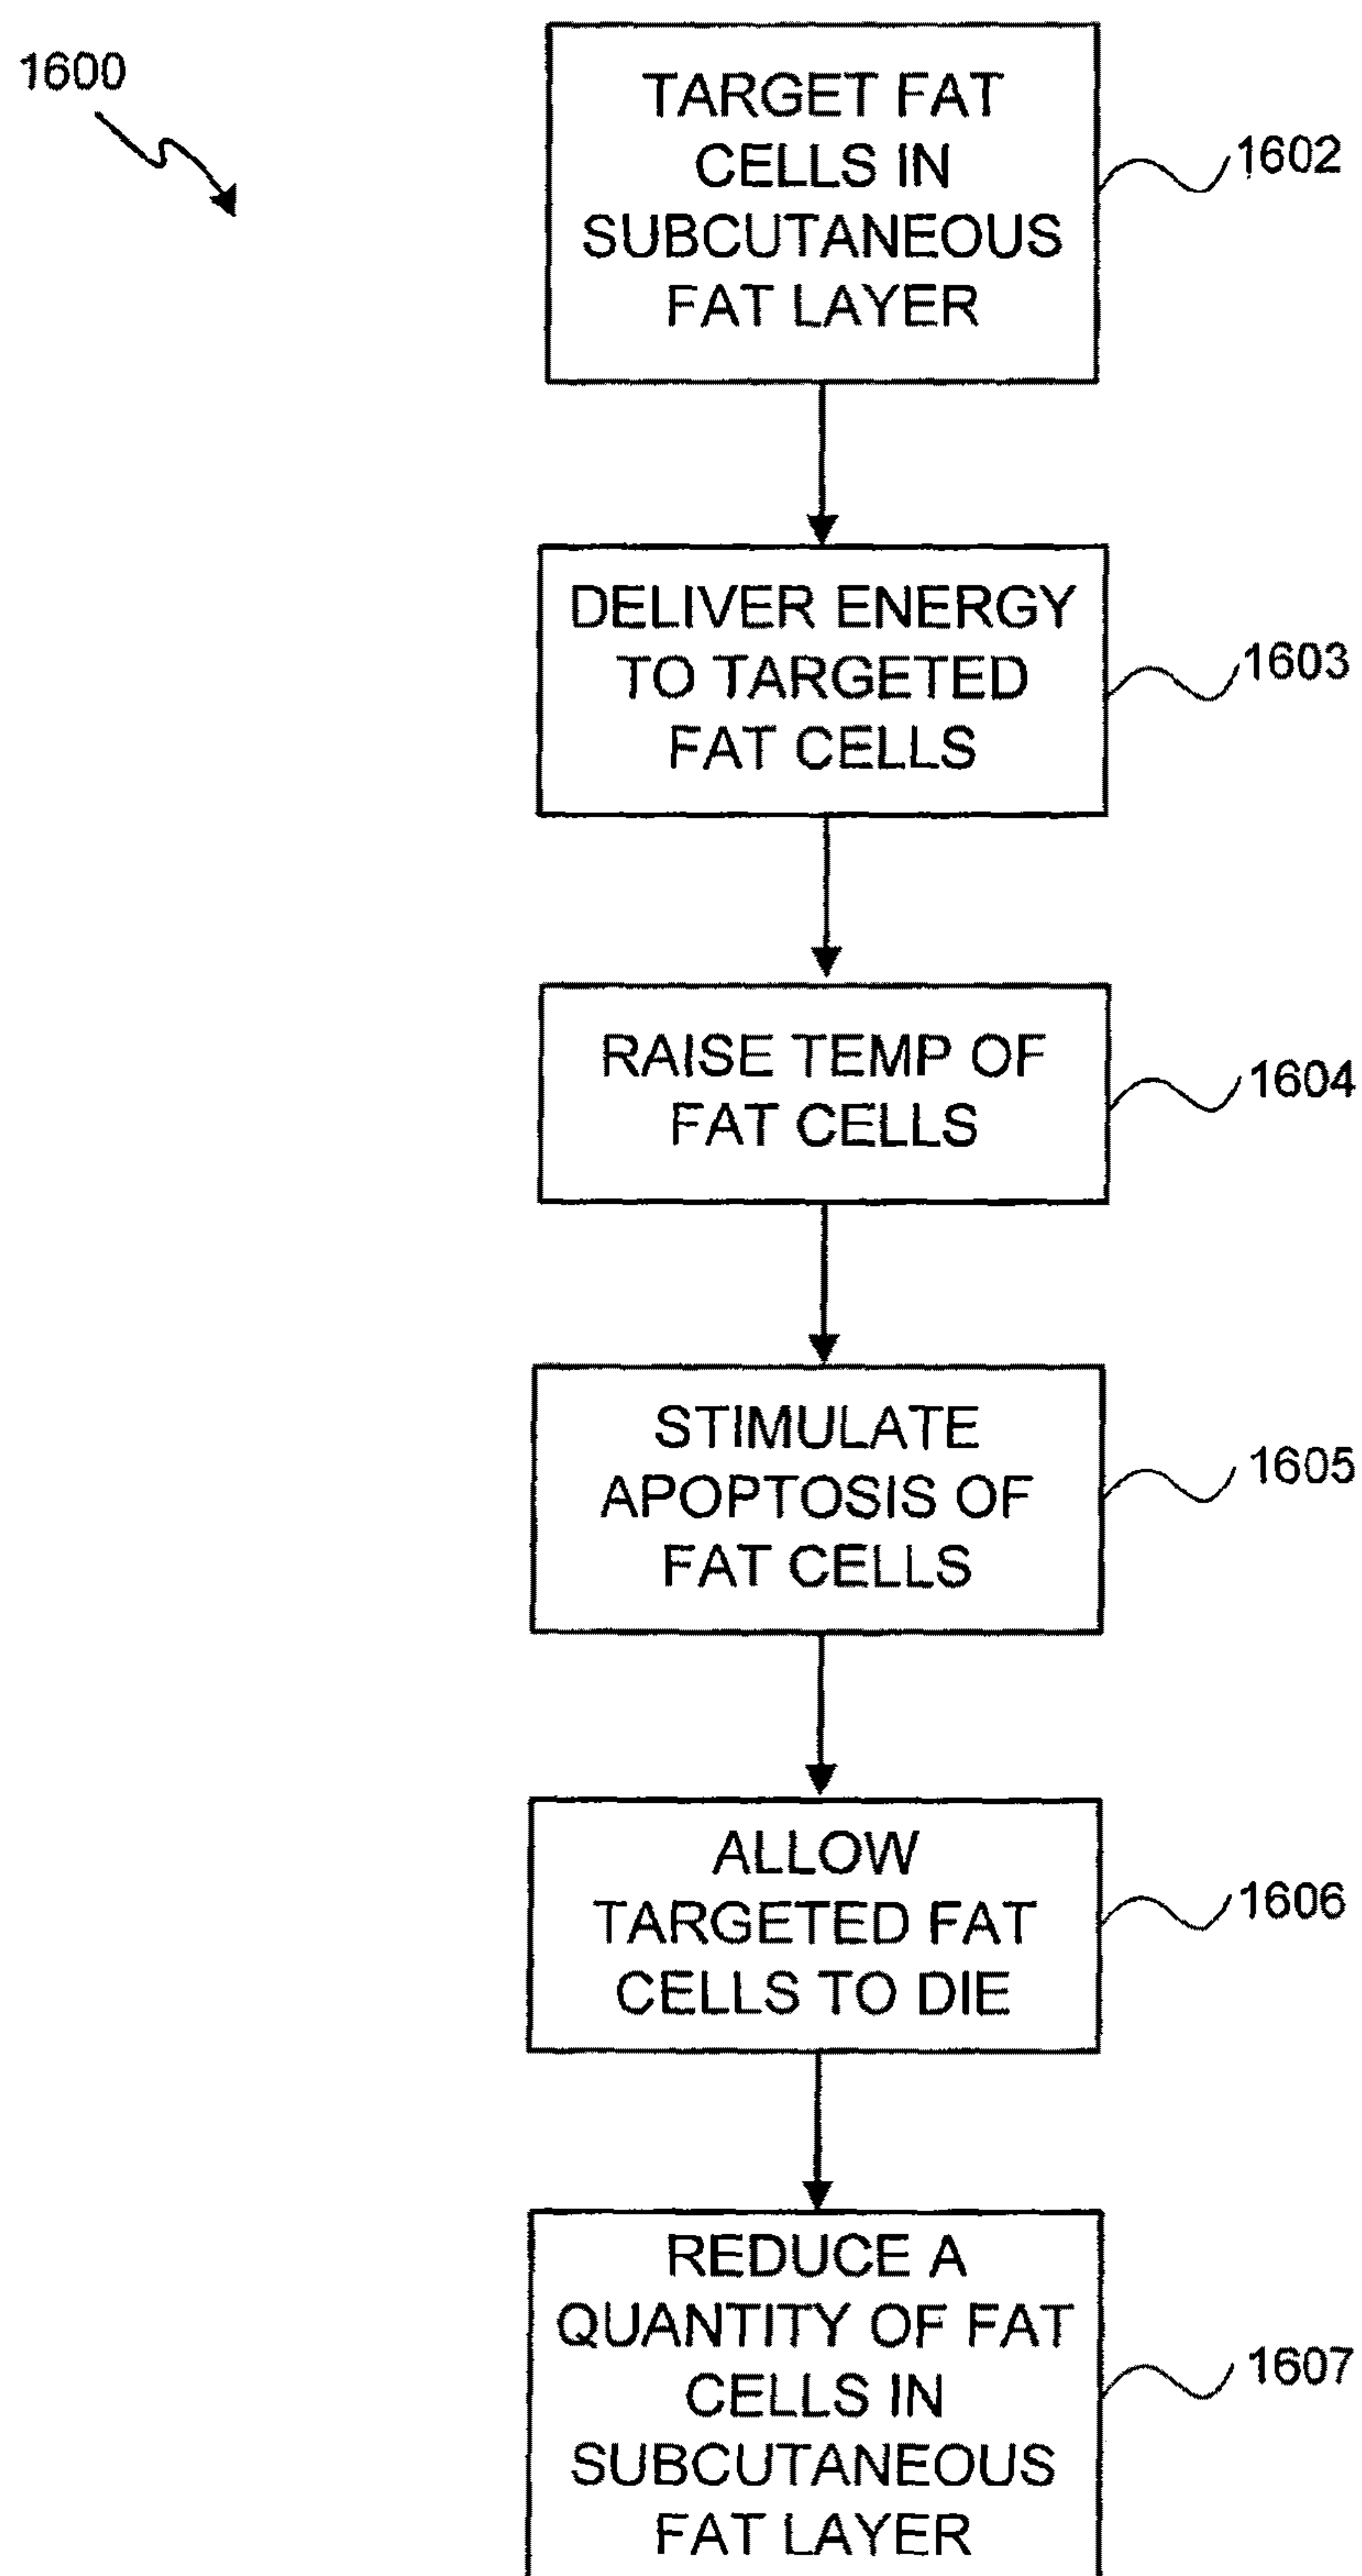 1600
TARGET FAT
CELLS IN
SUBCUTANEOUS
FAT LAYER
1602
DELIVER ENERGY
TO TARGETED
FAT CELLS
1603
RAISE TEMP OF
FAT CELLS
1604
STIMULATE
APOPTOSIS OF
FAT CELLS
1605
ALLOW
TARGETED FAT
CELLS TO DIE
1606
REDUCE A
QUANTITY OF FAT
CELLS IN
SUBCUTANEOUS
FAT LAYER
1607